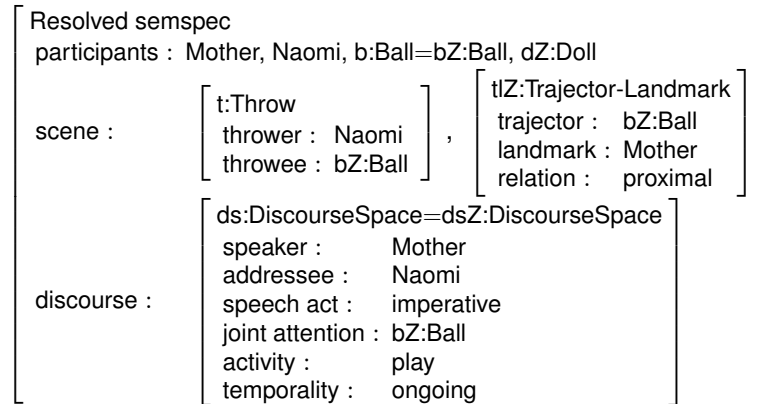 Resolved semspec
participants : Mother, Naomi, b:Ball=bZ:Ball, dZ:Doll
scene :
t:Throw
thrower : Naomi
throwee : bZ:Ball
,
tlZ:Trajector-Landmark
trajector : bZ:Ball
landmark : Mother
relation : proximal
discourse :
ds:DiscourseSpace=dsZ:DiscourseSpace
speaker : Mother
addressee : Naomi
speech act : imperative
joint attention : bZ:Ball
activity : play
temporality : ongoing